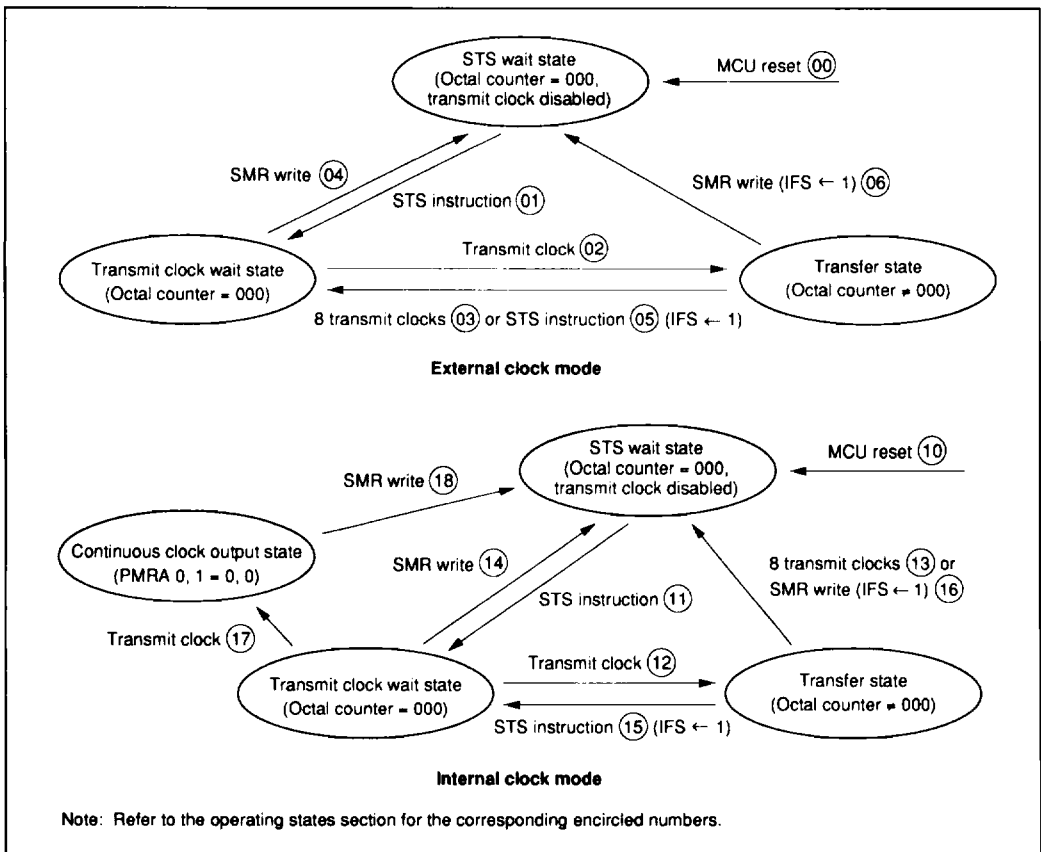 STS wait state
(Octal counter = 000,
transmit clock disabled)
MCU reset 00
SMR write 04
STS instruction 01
SMR write (IFS ← 1) 06
Transmit clock wait state
(Octal counter = 000)
Transmit clock 02
Transfer state
(Octal counter ≠ 000)
8 transmit clocks 03 or STS instruction 05 (IFS ← 1)
External clock mode
STS wait state
(Octal counter = 000,
transmit clock disabled)
MCU reset 10
SMR write 18
Continuous clock output state
(PMRA 0, 1 = 0, 0)
SMR write 14
STS instruction 11
8 transmit clocks 13 or
SMR write (IFS ← 1) 16
Transmit clock 17
Transmit clock wait state
(Octal counter = 000)
Transmit clock 12
STS instruction 15 (IFS ← 1)
Transfer state
(Octal counter ≠ 000)
Internal clock mode
Note: Refer to the operating states section for the corresponding encircled numbers.